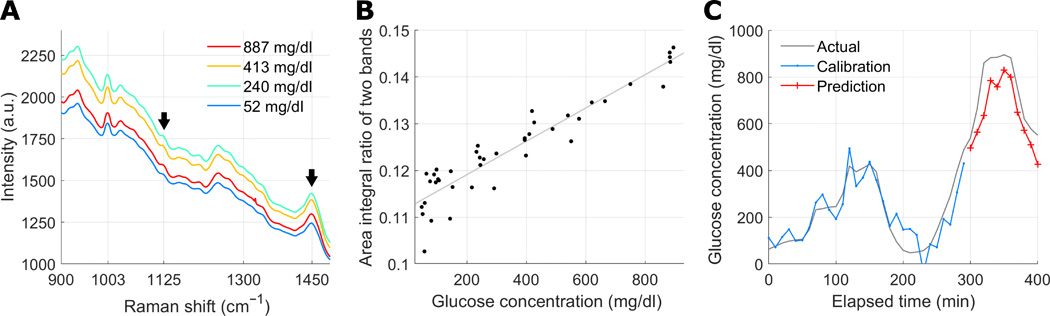 A
Intensity (a.u.)
2250
2000
1750
1500
1250
1000
887 mg/dl
413 mg/dl
240 mg/dl
52 mg/dl
900
1003
1125
1300
1450
Raman shift (cm⁻¹)
B
Area integral ratio of two bands
0.15
0.14
0.13
0.12
0.11
0.1
200
400
600
800
Glucose concentration (mg/dl)
C
Glucose concentration (mg/dl)
1000
800
600
400
200
0
Actual
Calibration
Prediction
0
100
200
300
400
Elapsed time (min)